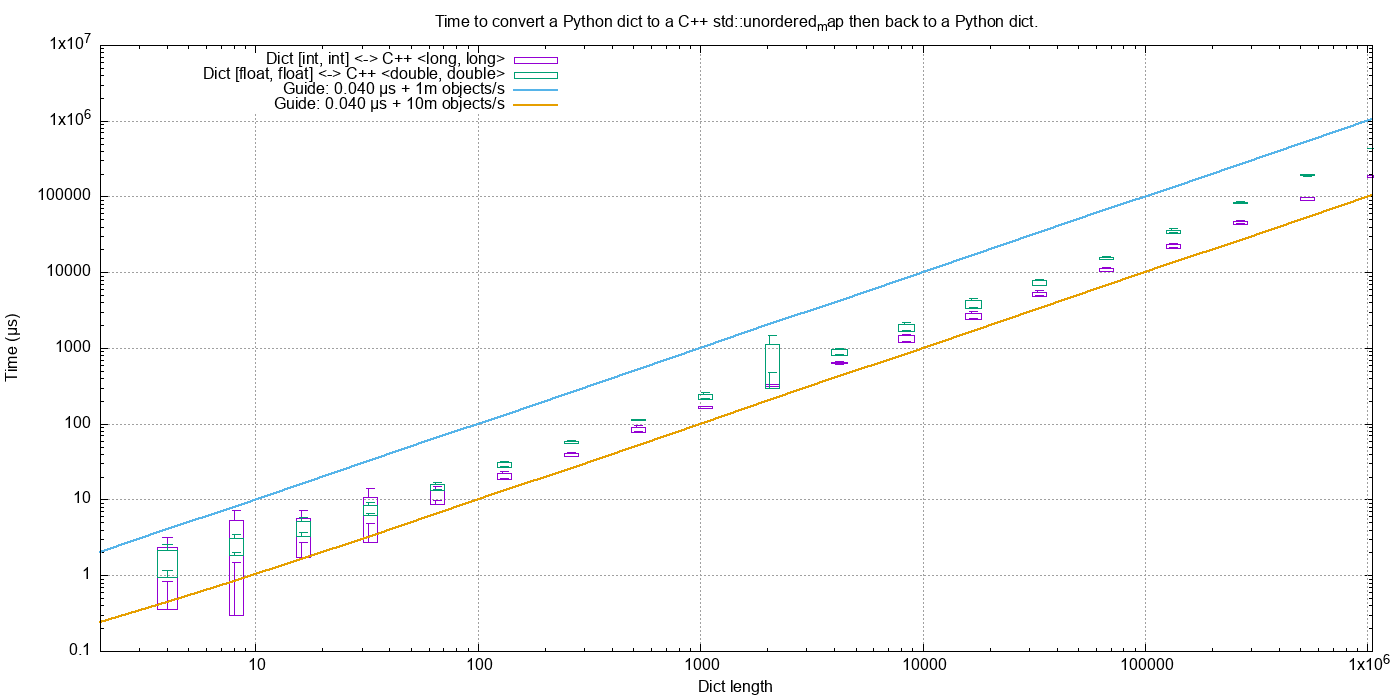 Time to convert a Python dict to a C++ std::unordered_map then back to a Python dict.
Dict [int, int] <-> C++ <long, long>
Dict [float, float] <-> C++ <double, double>
Guide: 0.040 µs + 1m objects/s
Guide: 0.040 µs + 10m objects/s
1x10^7
1x10^6
100000
10000
1000
100
10
1
0.1
Time (µs)
10 100 1000 10000 100000 1x10^6
Dict length